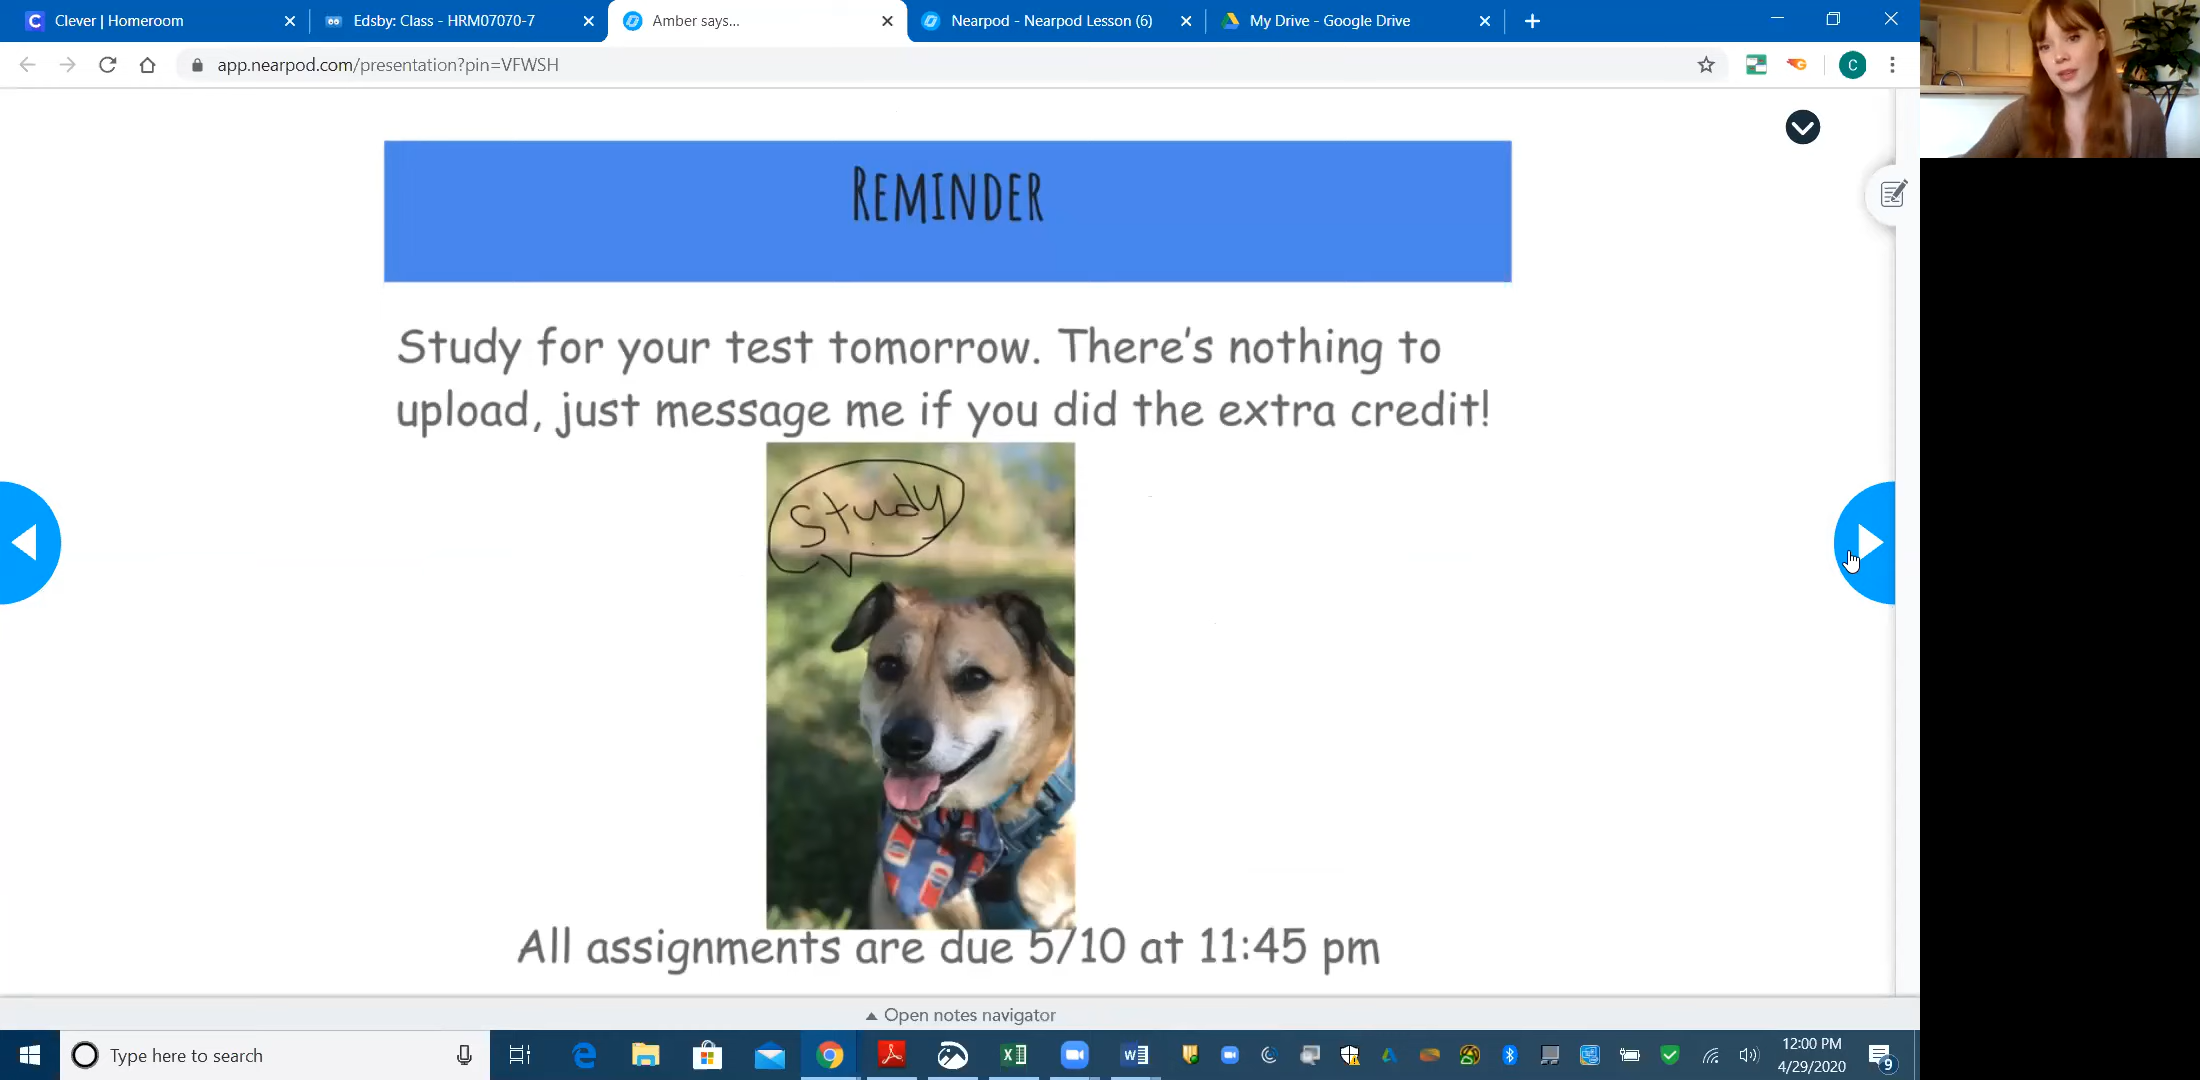 Clever | Homeroom
Edsby: Class - HRM07070-7
Amber says...
Nearpod - Nearpod Lesson (6)
My Drive - Google Drive
app.nearpod.com/presentation?pin=VFWSH
C
REMINDER
Study for your test tomorrow. There's nothing to
upload, just message me if you did the extra credit!
Study
All assignments are due 5/10 at 11:45 pm
Open notes navigator
Type here to search
12:00 PM
4/29/2020
9